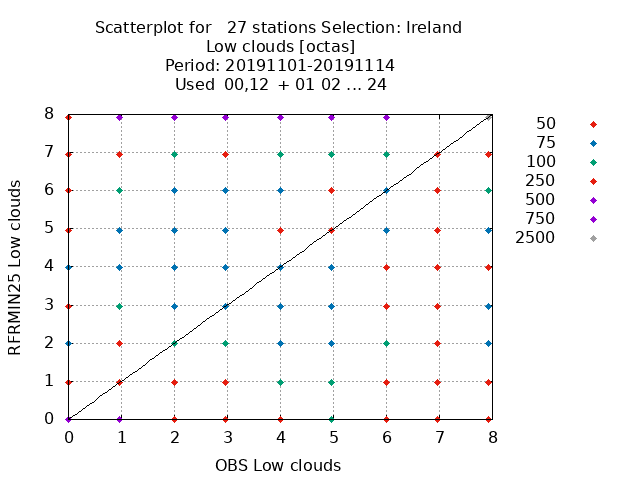 Scatterplot for   27 stations Selection: Ireland
Low clouds [octas]
Period: 20191101-20191114
Used  00,12  + 01 02 ... 24
8
7
6
5
4
3
2
1
0
RFRMIN25 Low clouds
0 1 2 3 4 5 6 7 8
OBS Low clouds
50
75
100
250
500
750
2500